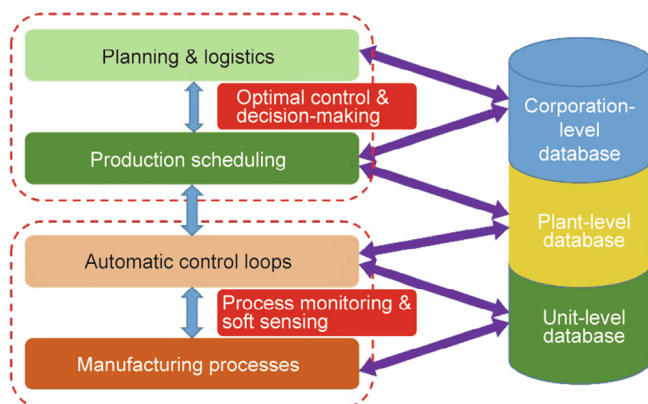 Planning & logistics
Optimal control &
decision-making
Production scheduling
Automatic control loops
Process monitoring &
soft sensing
Manufacturing processes
Corporation-
level
database
Plant-level
database
Unit-level
database